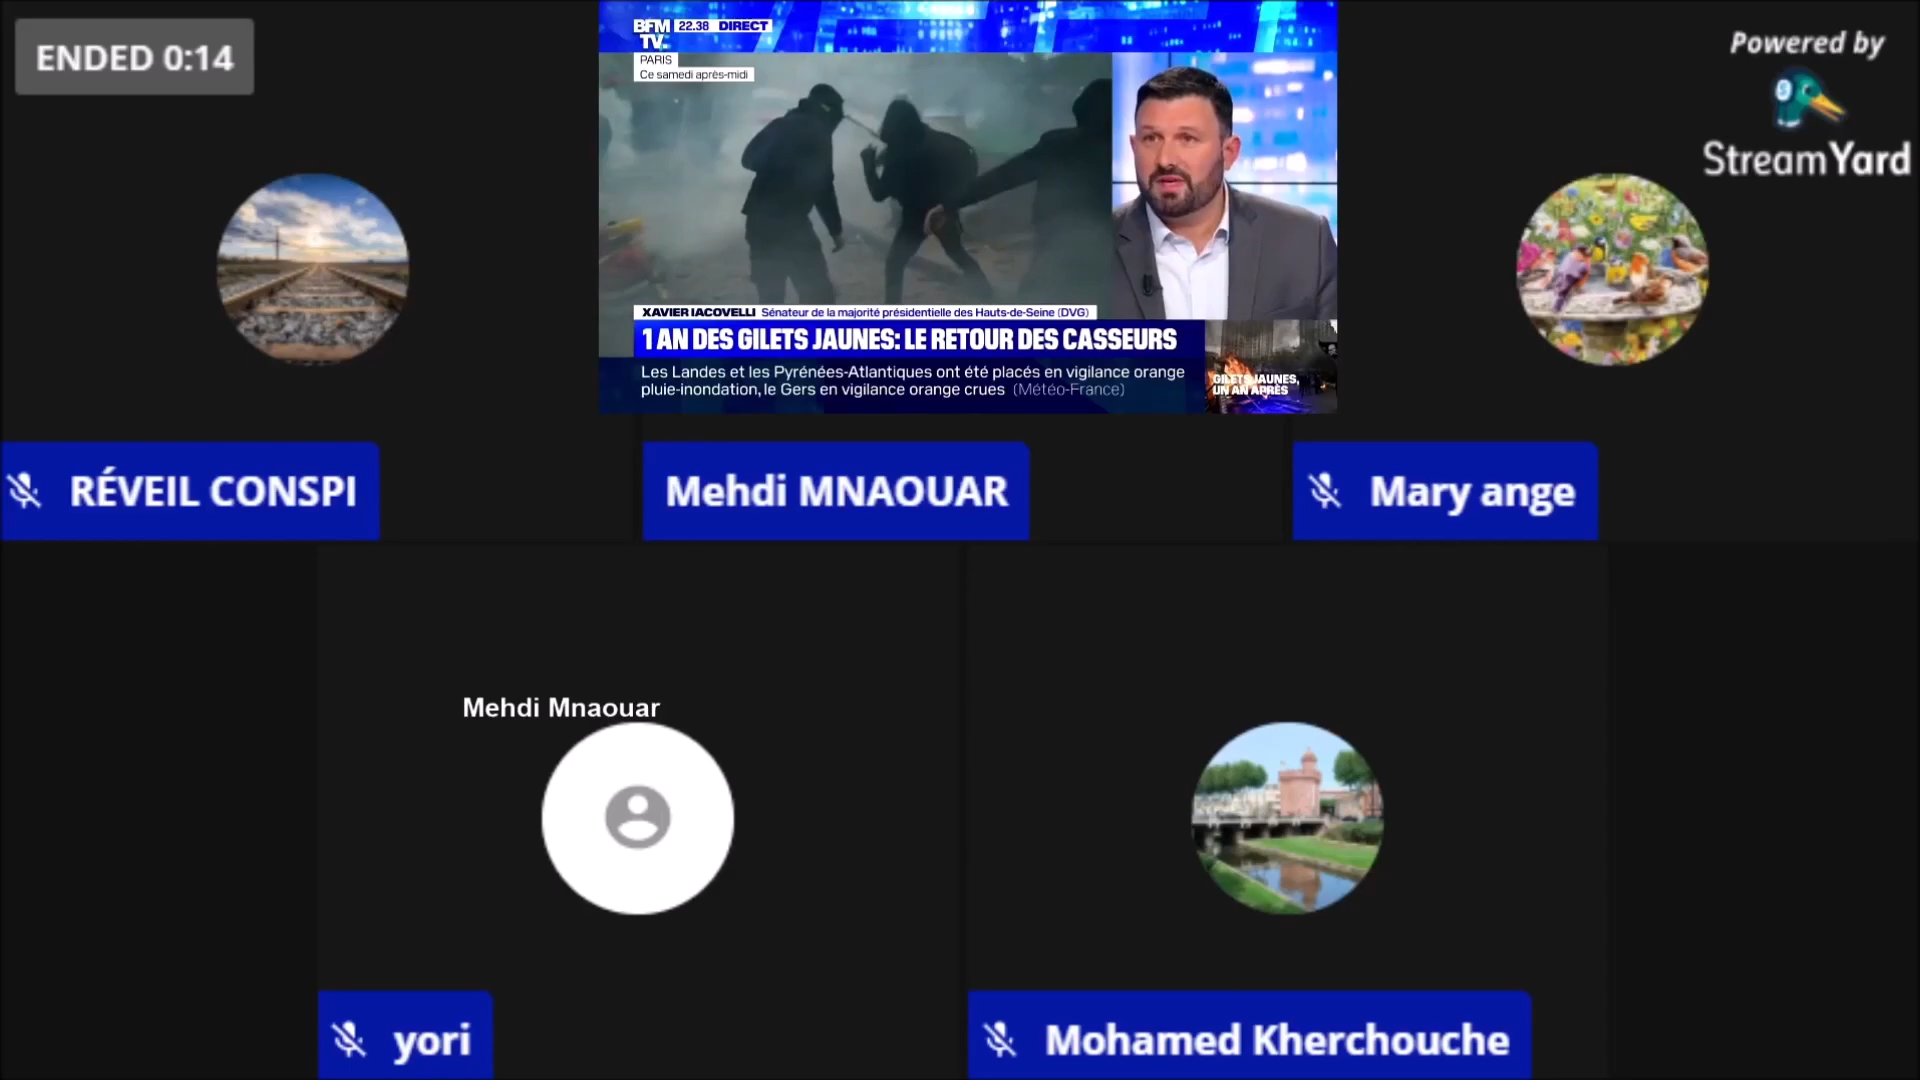 ENDED 0:14
BFM
TV.
22.38 DIRECT
PARIS
Ce samedi après-midi
Powered by
StreamYard
XAVIER IACOVELLI Sénateur de la majorité présidentielle des Hauts-de-Seine (DVG)
1 AN DES GILETS JAUNES: LE RETOUR DES CASSEURS
Les Landes et les Pyrénées-Atlantiques ont été placés en vigilance orange
pluie-inondation, le Gers en vigilance orange crues (Météo-France)
GILETS JAUNES,
UN AN APRÈS
RÉVEIL CONSPI
Mehdi MNAOUAR
Mary ange
Mehdi Mnaouar
yori
Mohamed Kherchouche